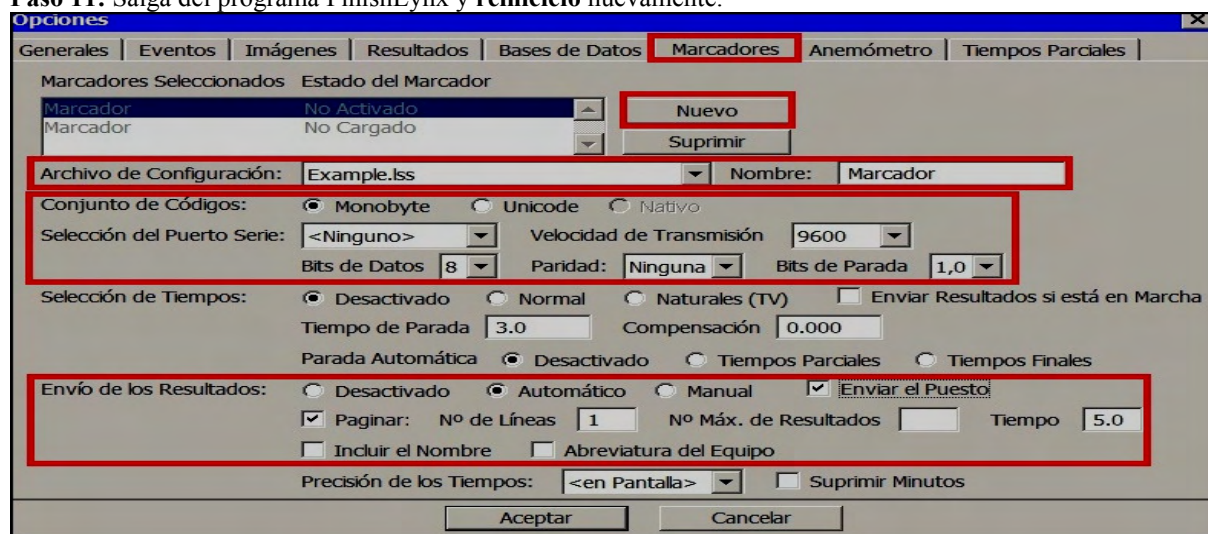 Paso 11: Salga del programa FinishLynx y reinicie nuevamente.
Opciones
Generales Eventos Imágenes Resultados Bases de Datos Marcadores Anemómetro Tiempos Parciales
Marcadores Seleccionados Estado del Marcador
Marcador No Activado
Marcador No Cargado
Nuevo
Suprimir
Archivo de Configuración: Example.lss Nombre: Marcador
Conjunto de Códigos: Monobyte Unicode Nativo
Selección del Puerto Serie: <Ninguno> Velocidad de Transmisión 9600
Bits de Datos 8 Paridad: Ninguna Bits de Parada 1,0
Selección de Tiempos: Desactivado Normal Naturales (TV) Enviar Resultados si está en Marcha
Tiempo de Parada 3.0 Compensación 0.000
Parada Automática Desactivado Tiempos Parciales Tiempos Finales
Envío de los Resultados: Desactivado Automático Manual Enviar el Puesto
Paginar: Nº de Líneas 1 Nº Máx. de Resultados Tiempo 5.0
Incluir el Nombre Abreviatura del Equipo
Precisión de los Tiempos: <en Pantalla> Suprimir Minutos
Aceptar Cancelar